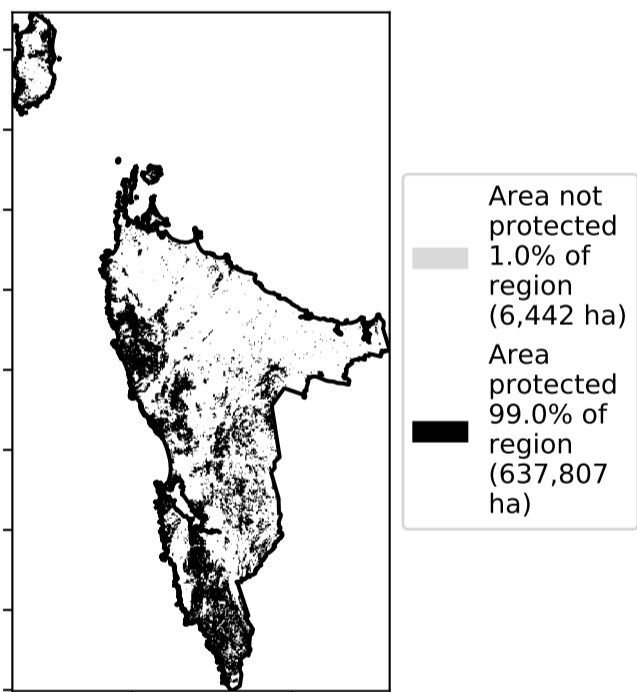 Area not
protected
1.0% of
region
(6,442 ha)
Area
protected
99.0% of
region
(637,807
ha)